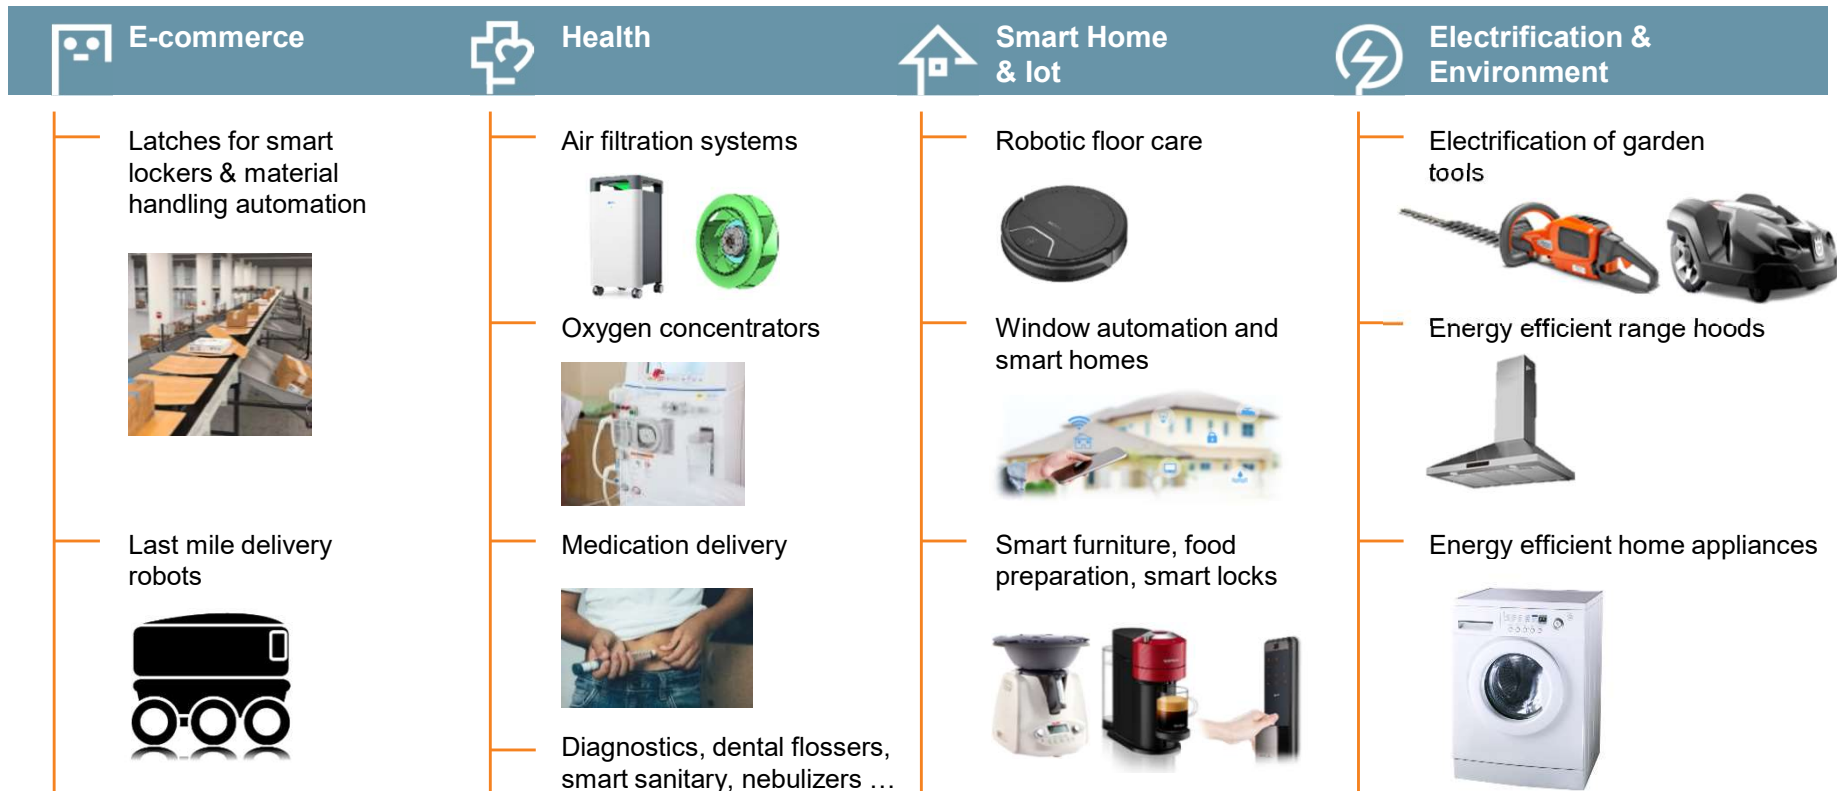 E-commerce
Latches for smart
lockers & material
handling automation
Last mile delivery
robots
Health
Air filtration systems
Oxygen concentrators
Medication delivery
Diagnostics, dental flossers,
smart sanitary, nebulizers …
Smart Home
& Iot
Robotic floor care
Window automation and
smart homes
Smart furniture, food
preparation, smart locks
Electrification &
Environment
Electrification of garden
tools
Energy efficient range hoods
Energy efficient home appliances